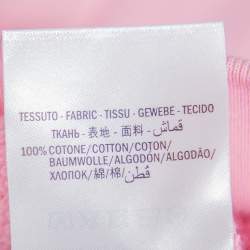 TESSUTO - FABRIC - TISSU - GEWEBE - TECIDO
ТКАНЬ - 表地 - 面料 - قماش
100% COTONE/COTTON/COTON/
BAUMWOLLE/ALGODÓN/ALGODÃO/
ХЛОПОК/綿/棉/قطن